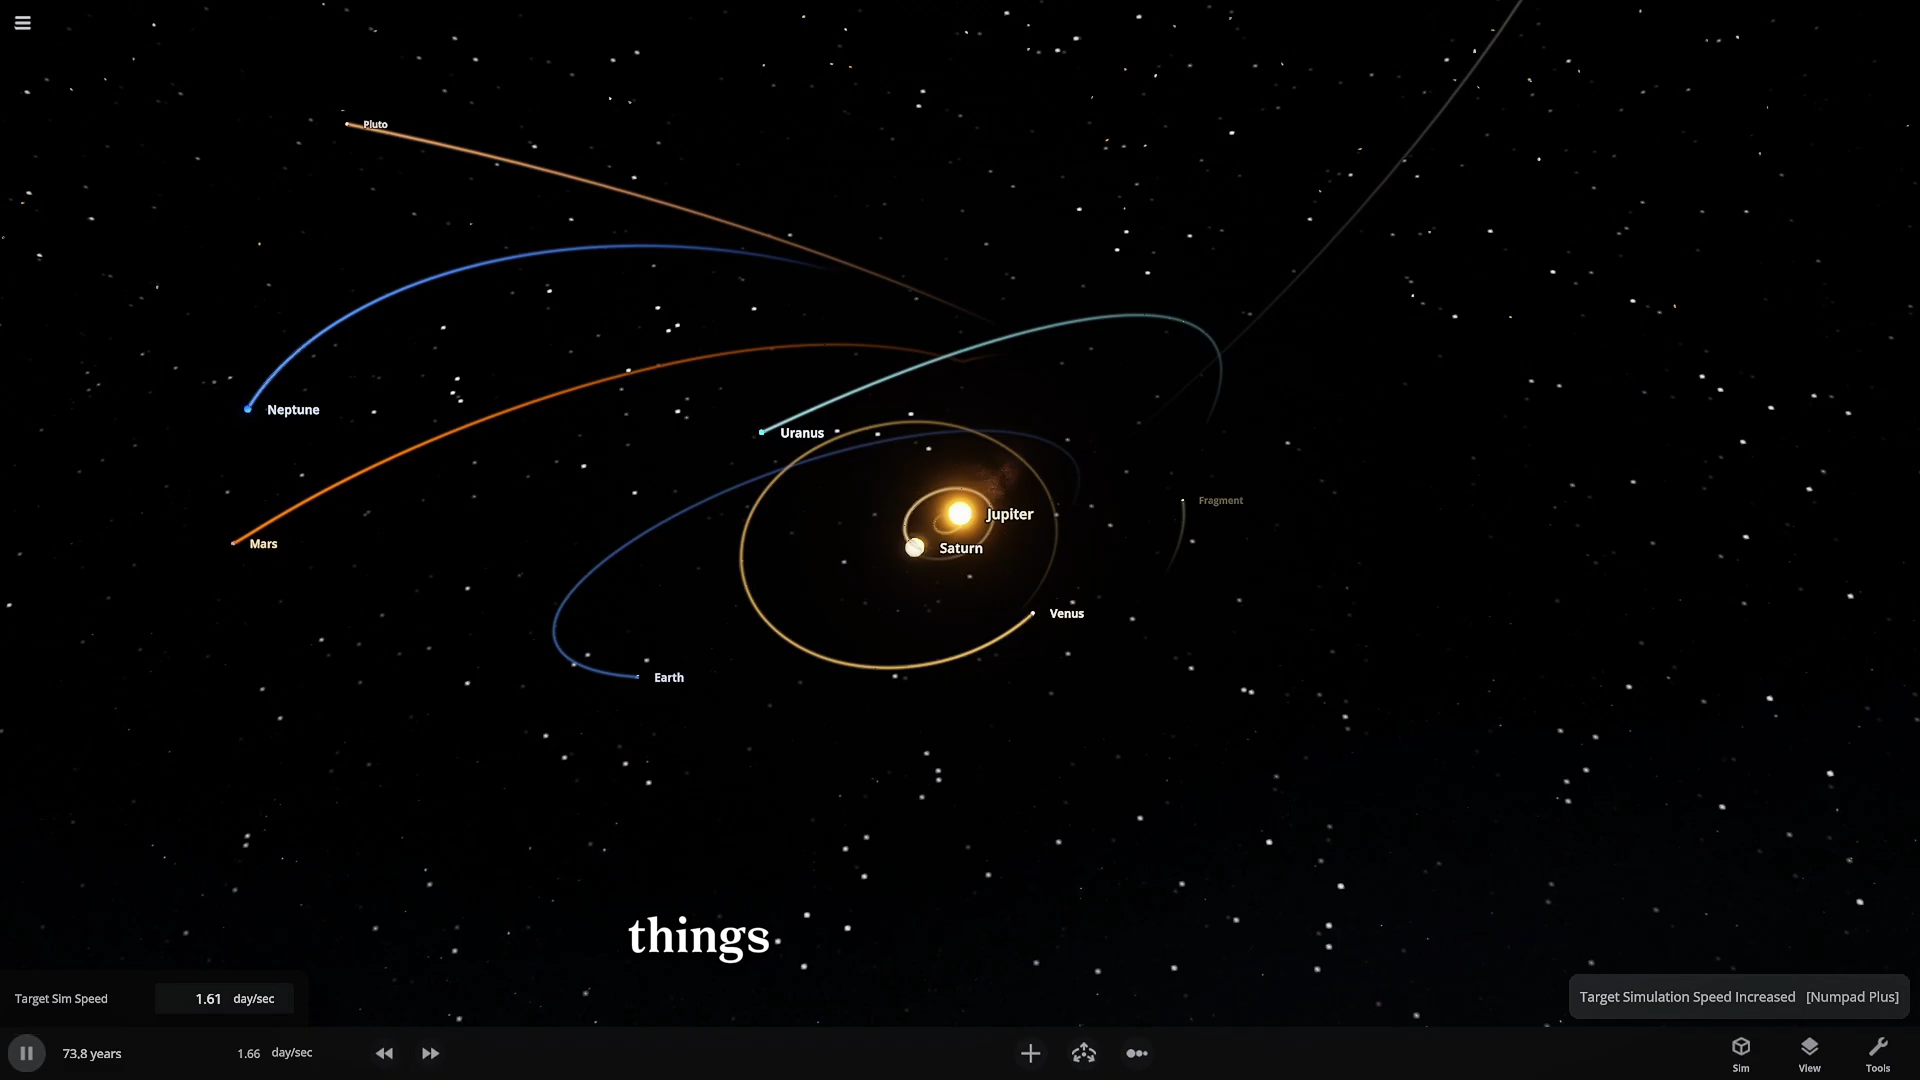 Pluto
Neptune
Uranus
Fragment
Jupiter
Mars
Saturn
Venus
Earth
things
Target Sim Speed 1.61 day/sec
Target Simulation Speed Increased [Numpad Plus]
73.8 years 1.66 day/sec
Sim View Tools